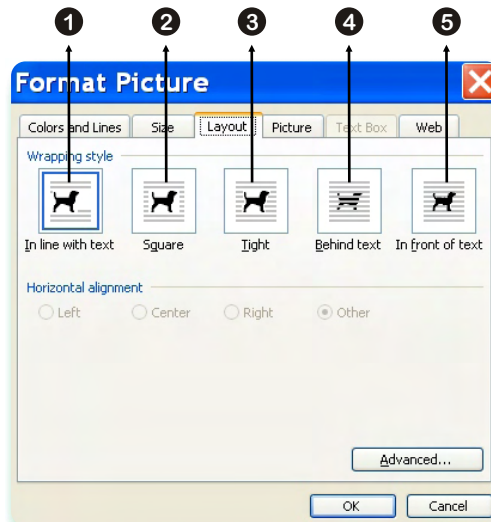 1 2 3 4 5
Format Picture
Colors and Lines Size Layout Picture Text Box Web
Wrapping style
In line with text Square Tight Behind text In front of text
Horizontal alignment
Left Center Right Other
Advanced...
OK Cancel